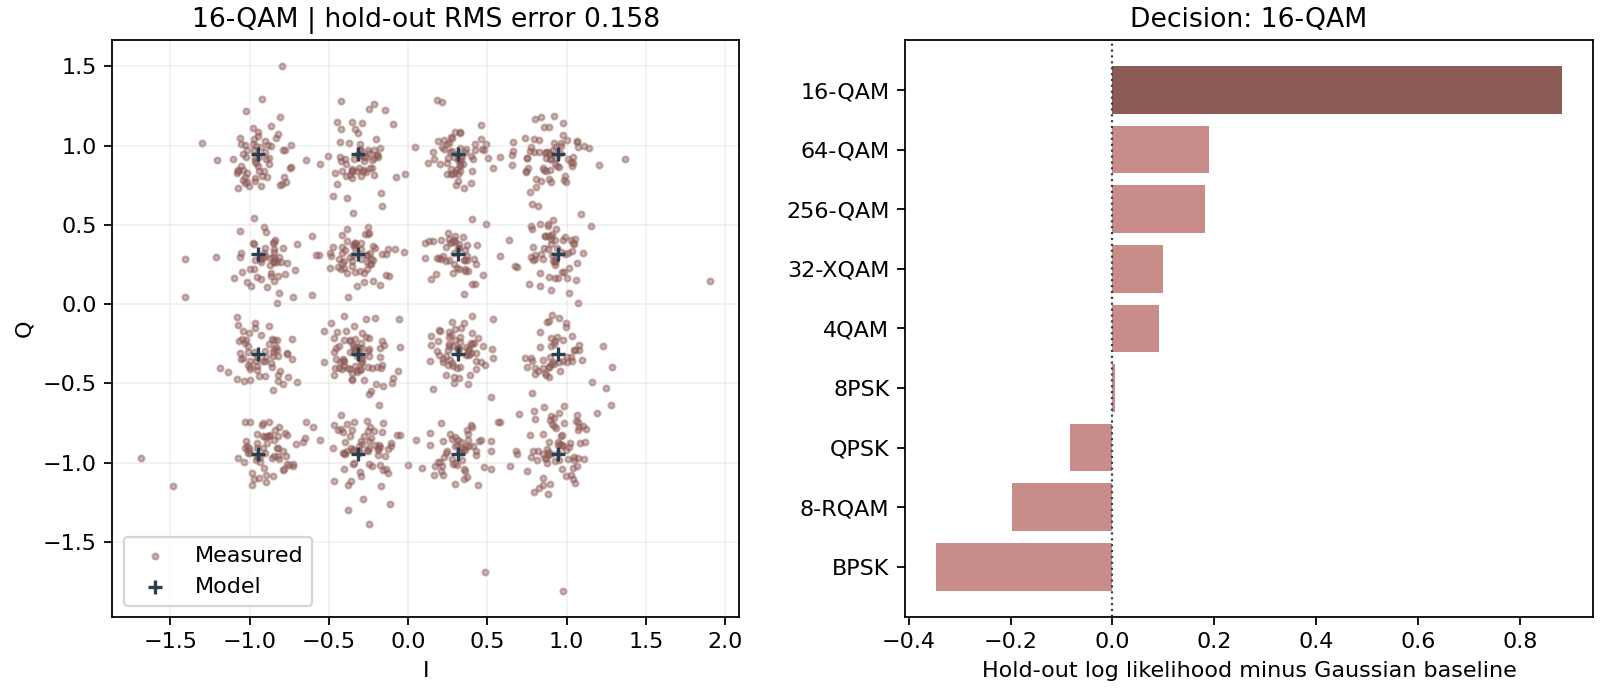 16-QAM | hold-out RMS error 0.158
1.5
1.0
0.5
0.0
−0.5
−1.0
−1.5
Q
Measured
Model
−1.5
−1.0
−0.5
0.0
0.5
1.0
1.5
2.0
I
Decision: 16-QAM
16-QAM
64-QAM
256-QAM
32-XQAM
4QAM
8PSK
QPSK
8-RQAM
BPSK
−0.4
−0.2
0.0
0.2
0.4
0.6
0.8
Hold-out log likelihood minus Gaussian baseline